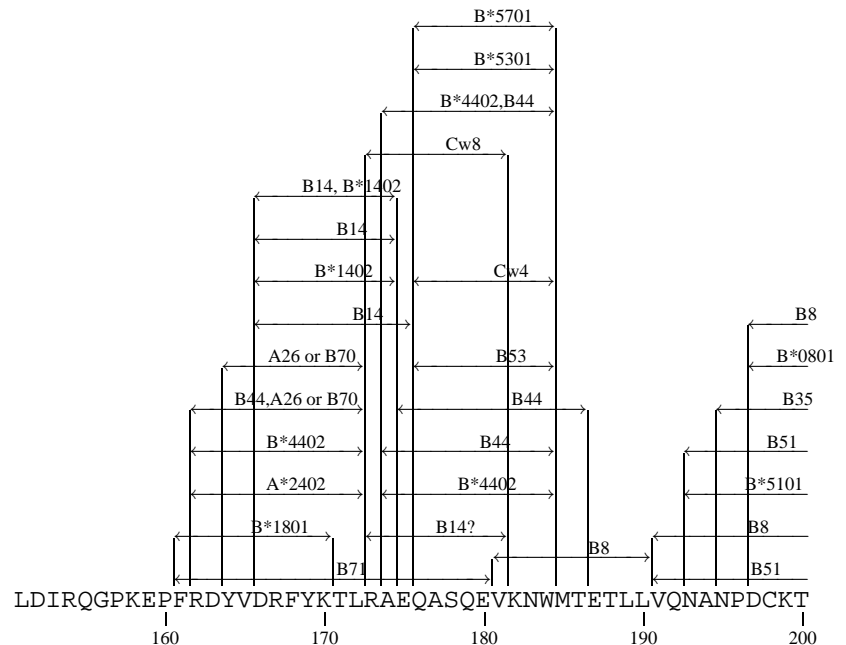 B*5701
B*5301
B*4402,B44
Cw8
B14, B*1402
B14
B*1402 Cw4
B14 B8
A26 or B70 B53 B*0801
B44,A26 or B70 B44 B35
B*4402 B44 B51
A*2402 B*4402 B*5101
B*1801 B14? B8
B8
B71 B51
LDIRQGPKEPFRDYVDRFYKTLRAEQASQEVKNWMTETLLVQNANPDCKT
160 170 180 190 200